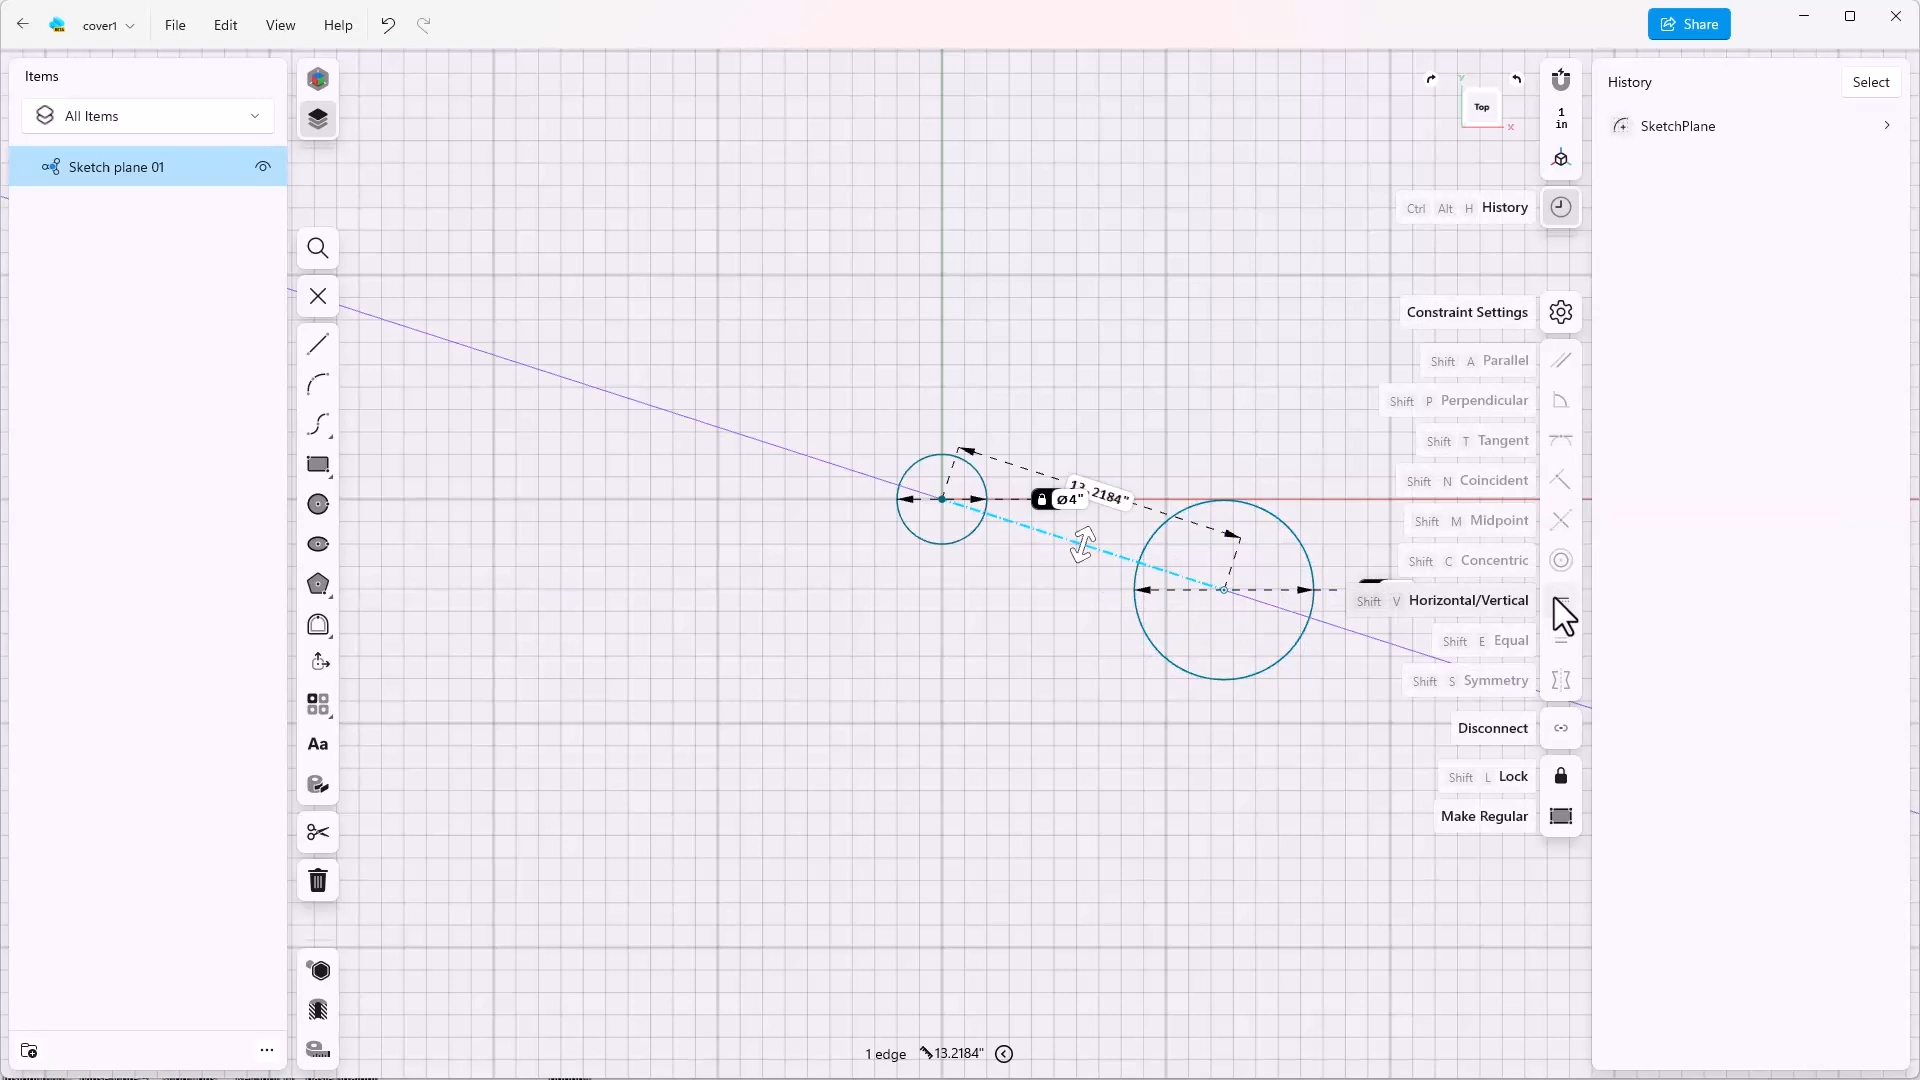 cover1
File
Edit
View
Help
Share
Items
All Items
Sketch plane 01
Aa
Top
Y
X
1
in
Ctrl Alt H History
Constraint Settings
Shift A Parallel
Shift P Perpendicular
Shift T Tangent
Shift N Coincident
Shift M Midpoint
Shift C Concentric
Shift V Horizontal/Vertical
Shift E Equal
Shift S Symmetry
Disconnect
Shift L Lock
Make Regular
13.2184"
Ø4"
History
Select
SketchPlane
1 edge
13.2184"